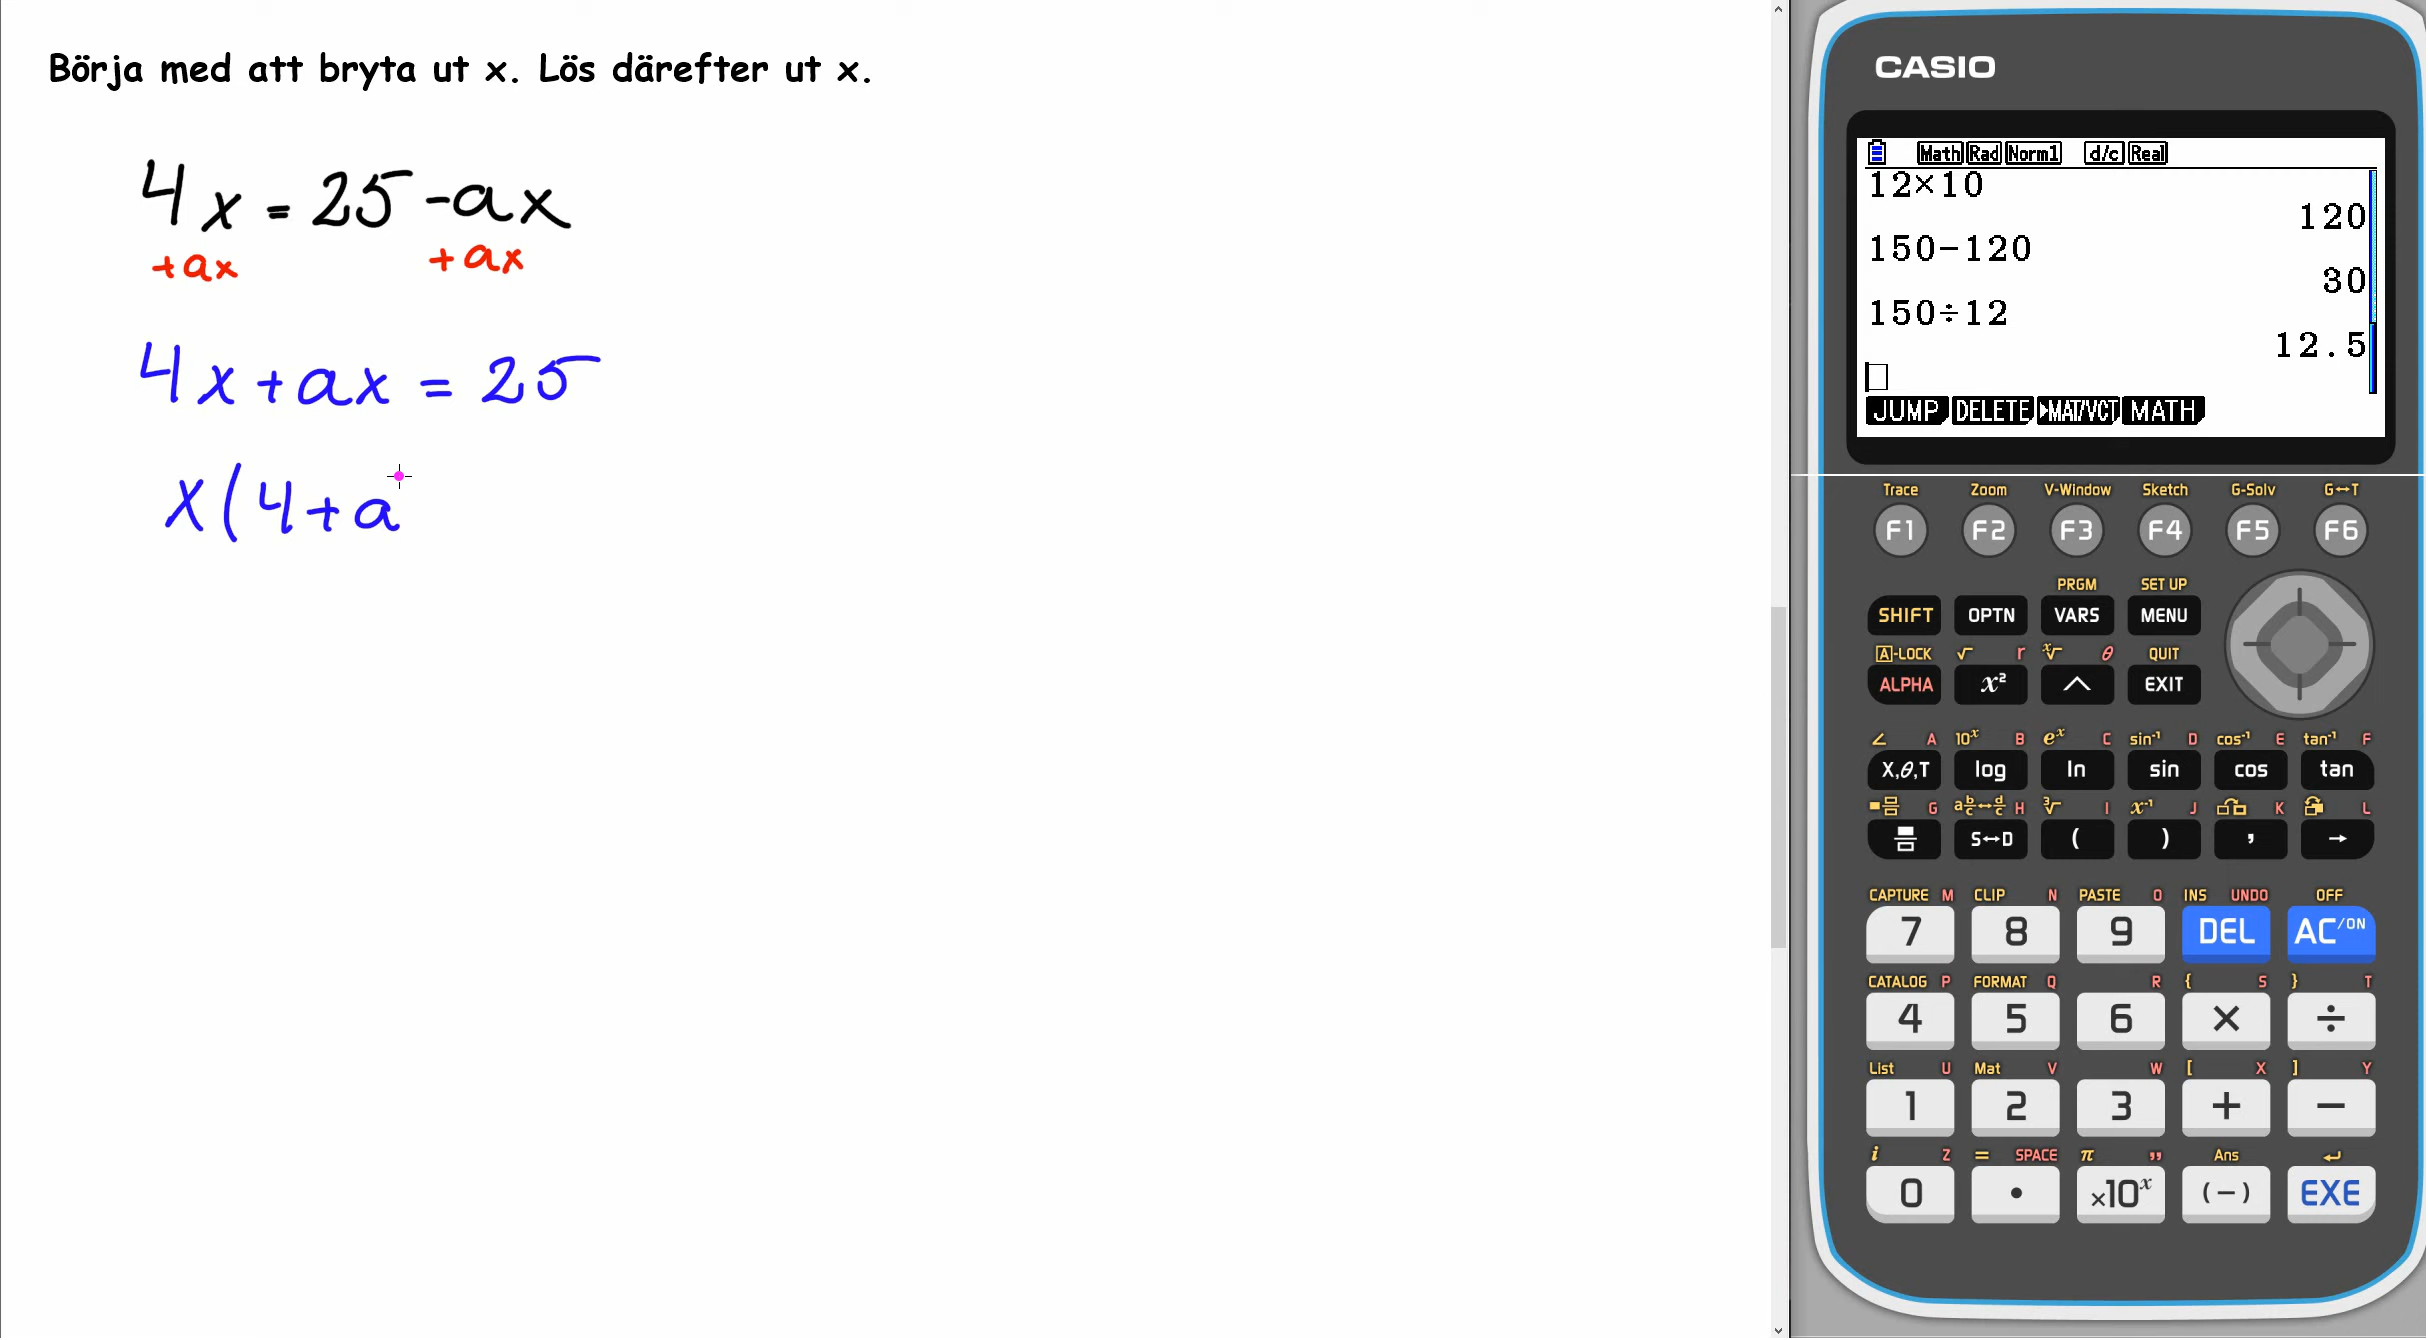 Börja med att bryta ut x. Lös därefter ut x.
4x = 25 -ax
+ax +ax
4x+ax = 25
x(4+a
CASIO
Math Rad Norm1 d/c Real
12×10
120
150-120
30
150÷12
12.5
JUMP DELETE ▶MAT/VCT MATH
Trace Zoom V-Window Sketch G-Solv G↔T
F1 F2 F3 F4 F5 F6
PRGM SET UP
SHIFT OPTN VARS MENU
A-LOCK √ r ˣ√ θ QUIT
ALPHA x² ^ EXIT
∠ A 10ˣ B eˣ C sin⁻¹ D cos⁻¹ E tan⁻¹ F
X,θ,T log ln sin cos tan
G a b/c↔d/c H ³√ I x⁻¹ J K L
S↔D ( ) , →
CAPTURE M CLIP N PASTE O INS UNDO OFF
7 8 9 DEL AC/ON
CATALOG P FORMAT Q R { S } T
4 5 6 × ÷
List U Mat V W [ X ] Y
1 2 3 + −
i Z = SPACE π " Ans ↵
0 • ×10ˣ (−) EXE